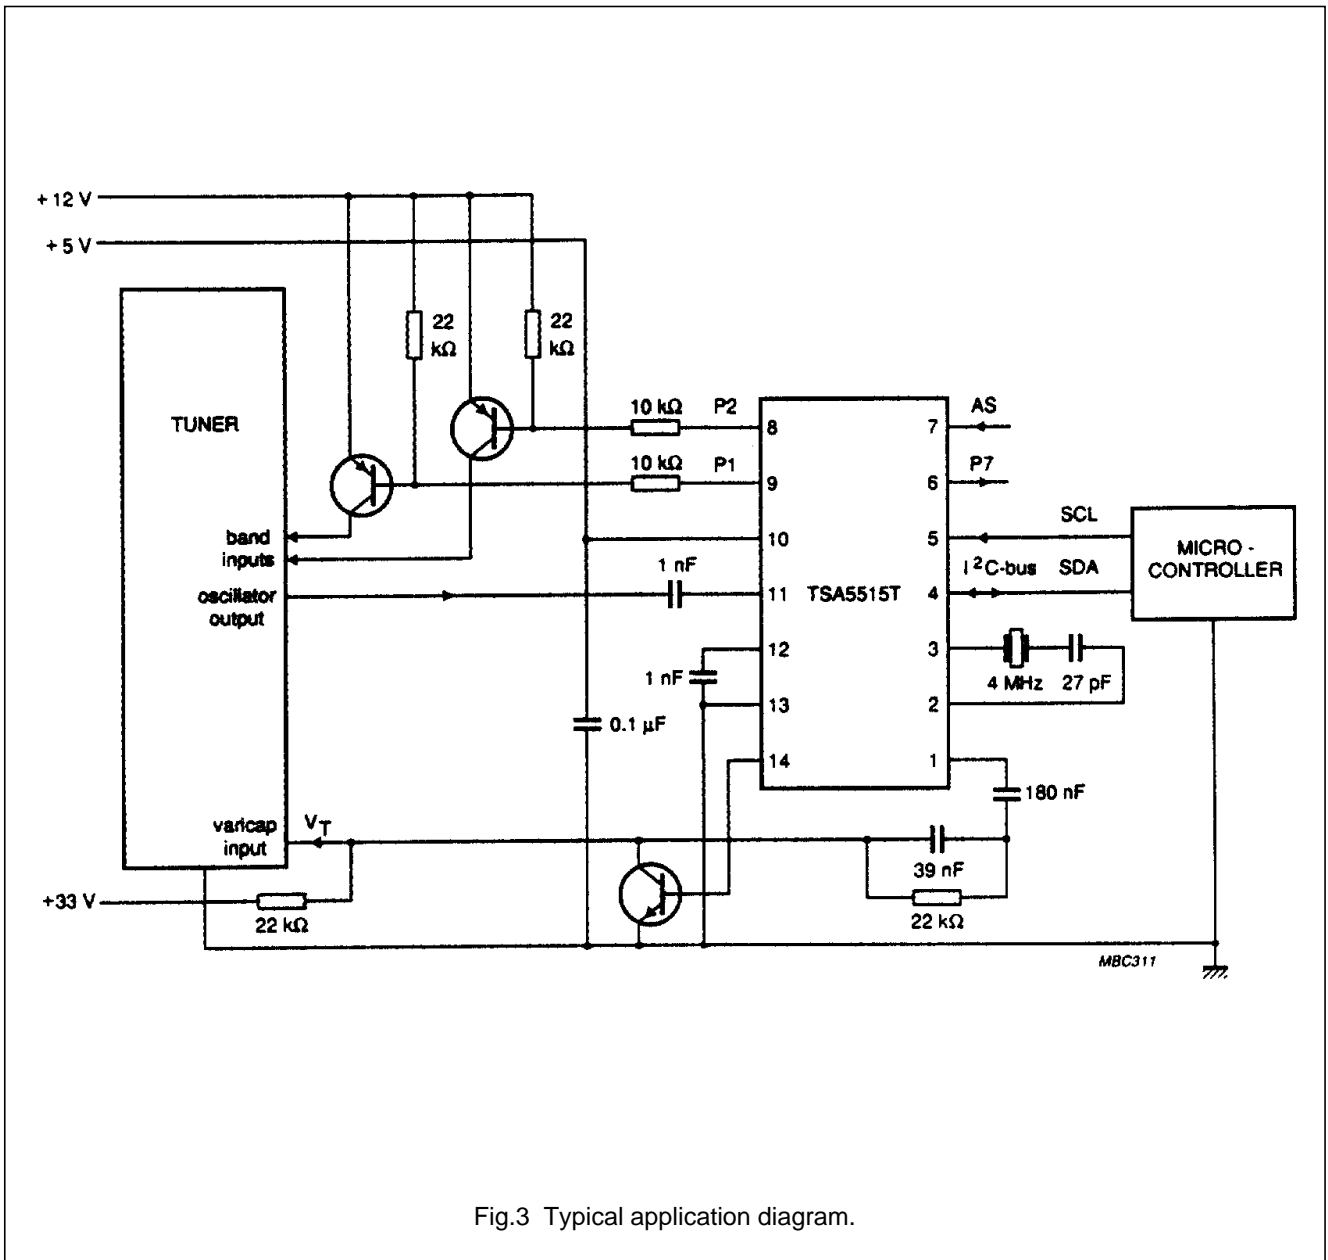 + 12 V
+ 5 V
22
kΩ
22
kΩ
TUNER
10 kΩ P2
8
7
AS
10 kΩ P1
9
6
P7
band
inputs
10
5
SCL
MICRO -
CONTROLLER
1 nF
I²C-bus SDA
oscillator
output
11
TSA5515T
4
12
3
1 nF
4 MHz 27 pF
13
2
0.1 µF
14
1
180 nF
varicap
input
VT
39 nF
+33 V
22 kΩ
22 kΩ
MBC311
Fig.3 Typical application diagram.